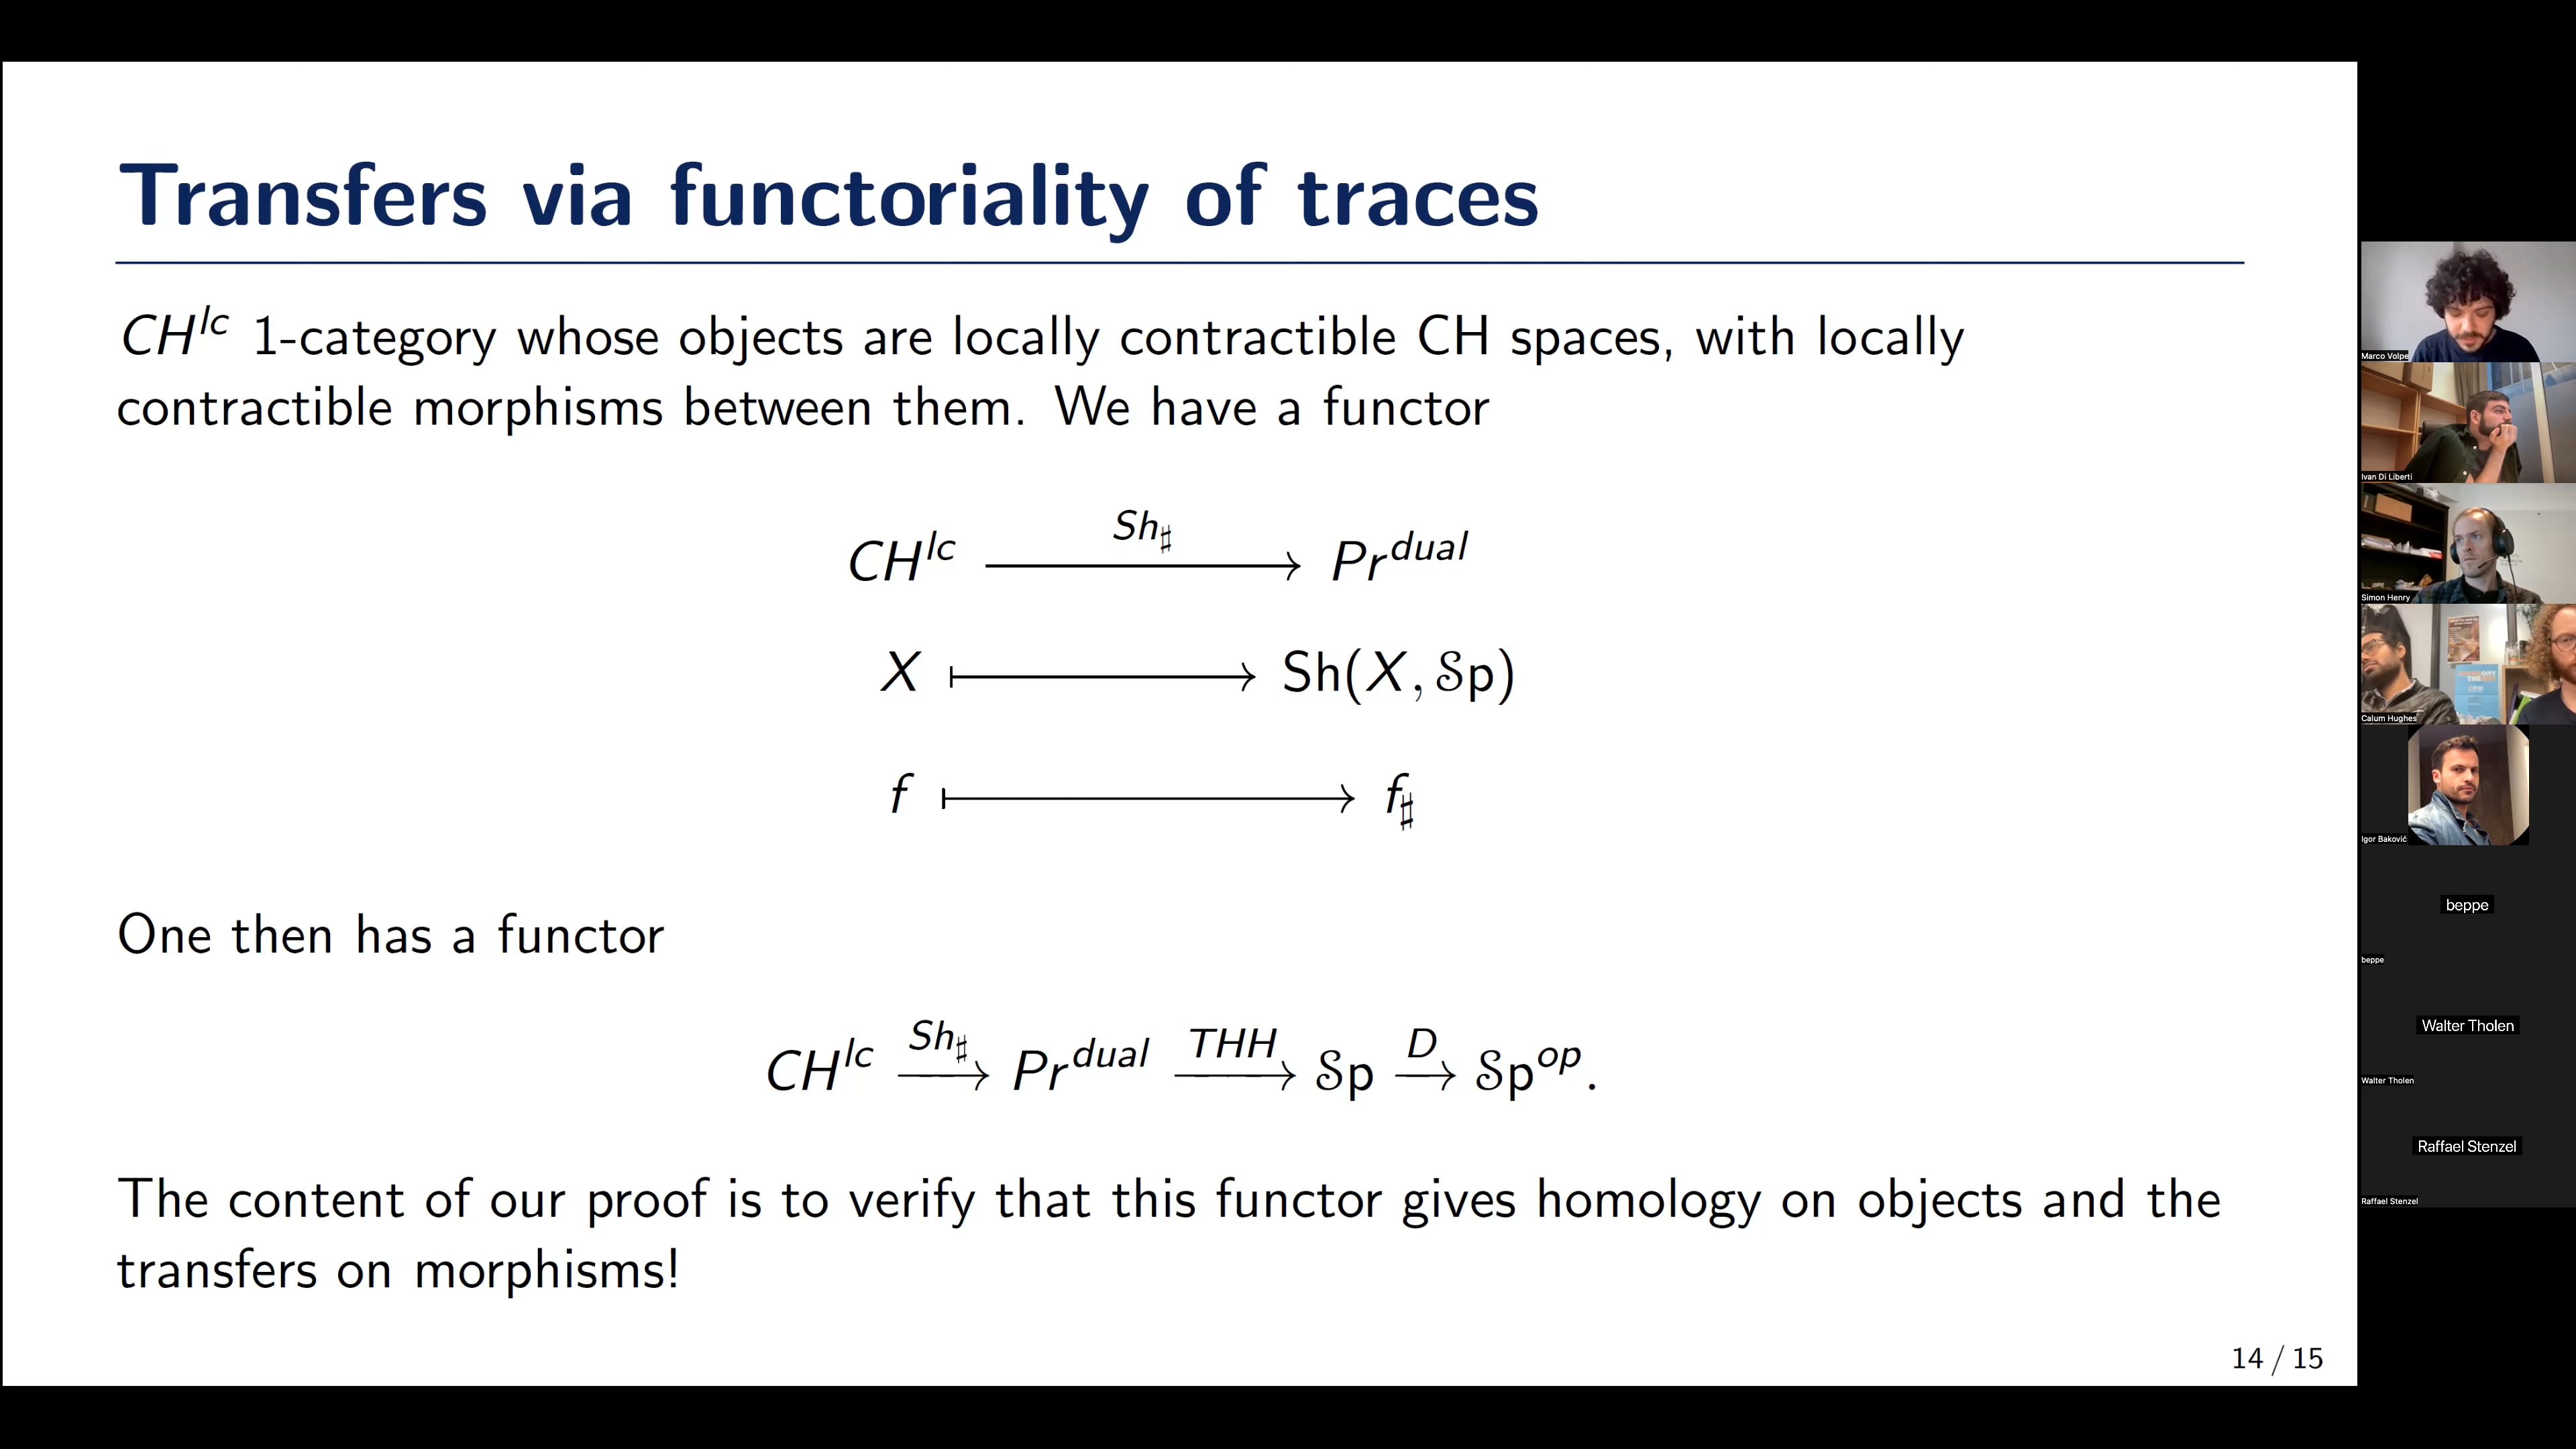 Transfers via functoriality of traces
CH^lc 1-category whose objects are locally contractible CH spaces, with locally
contractible morphisms between them. We have a functor
CH^lc —Sh_♯→ Pr^dual
X ⟼ Sh(X, 𝒮p)
f ⟼ f_♯
One then has a functor
CH^lc —Sh_♯→ Pr^dual —THH→ 𝒮p —D→ 𝒮p^op.
The content of our proof is to verify that this functor gives homology on objects and the
transfers on morphisms!
14 / 15
Marco Volpe
Ivan Di Liberti
Simon Henry
Calum Hughes
Igor Baković
beppe
beppe
Walter Tholen
Walter Tholen
Raffael Stenzel
Raffael Stenzel